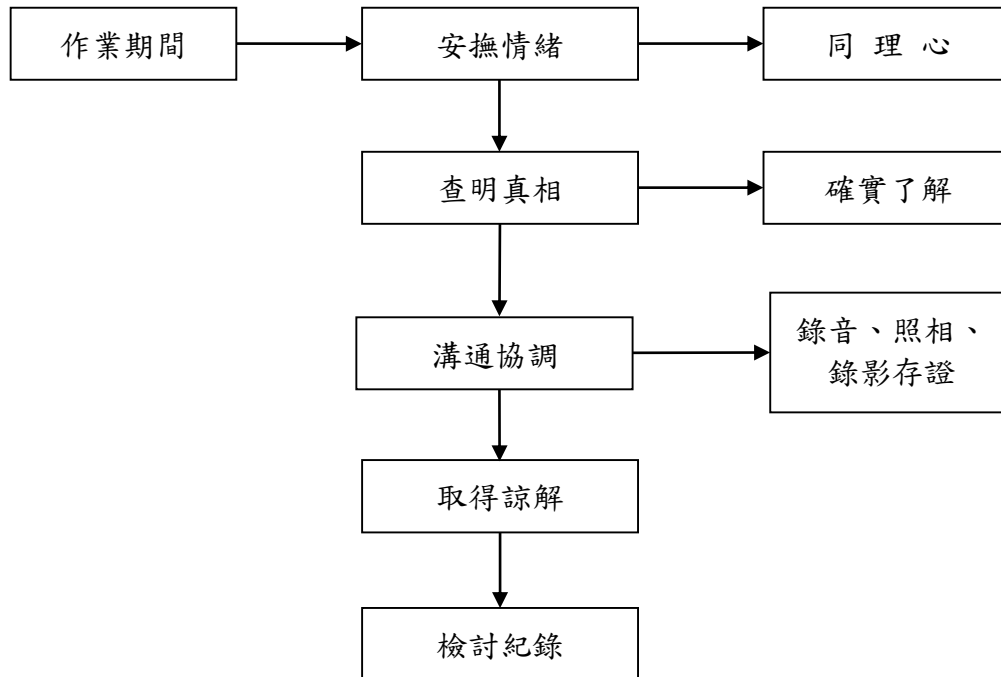 作業期間
安撫情緒
同理心
查明真相
確實了解
溝通協調
錄音、照相、
錄影存證
取得諒解
檢討紀錄